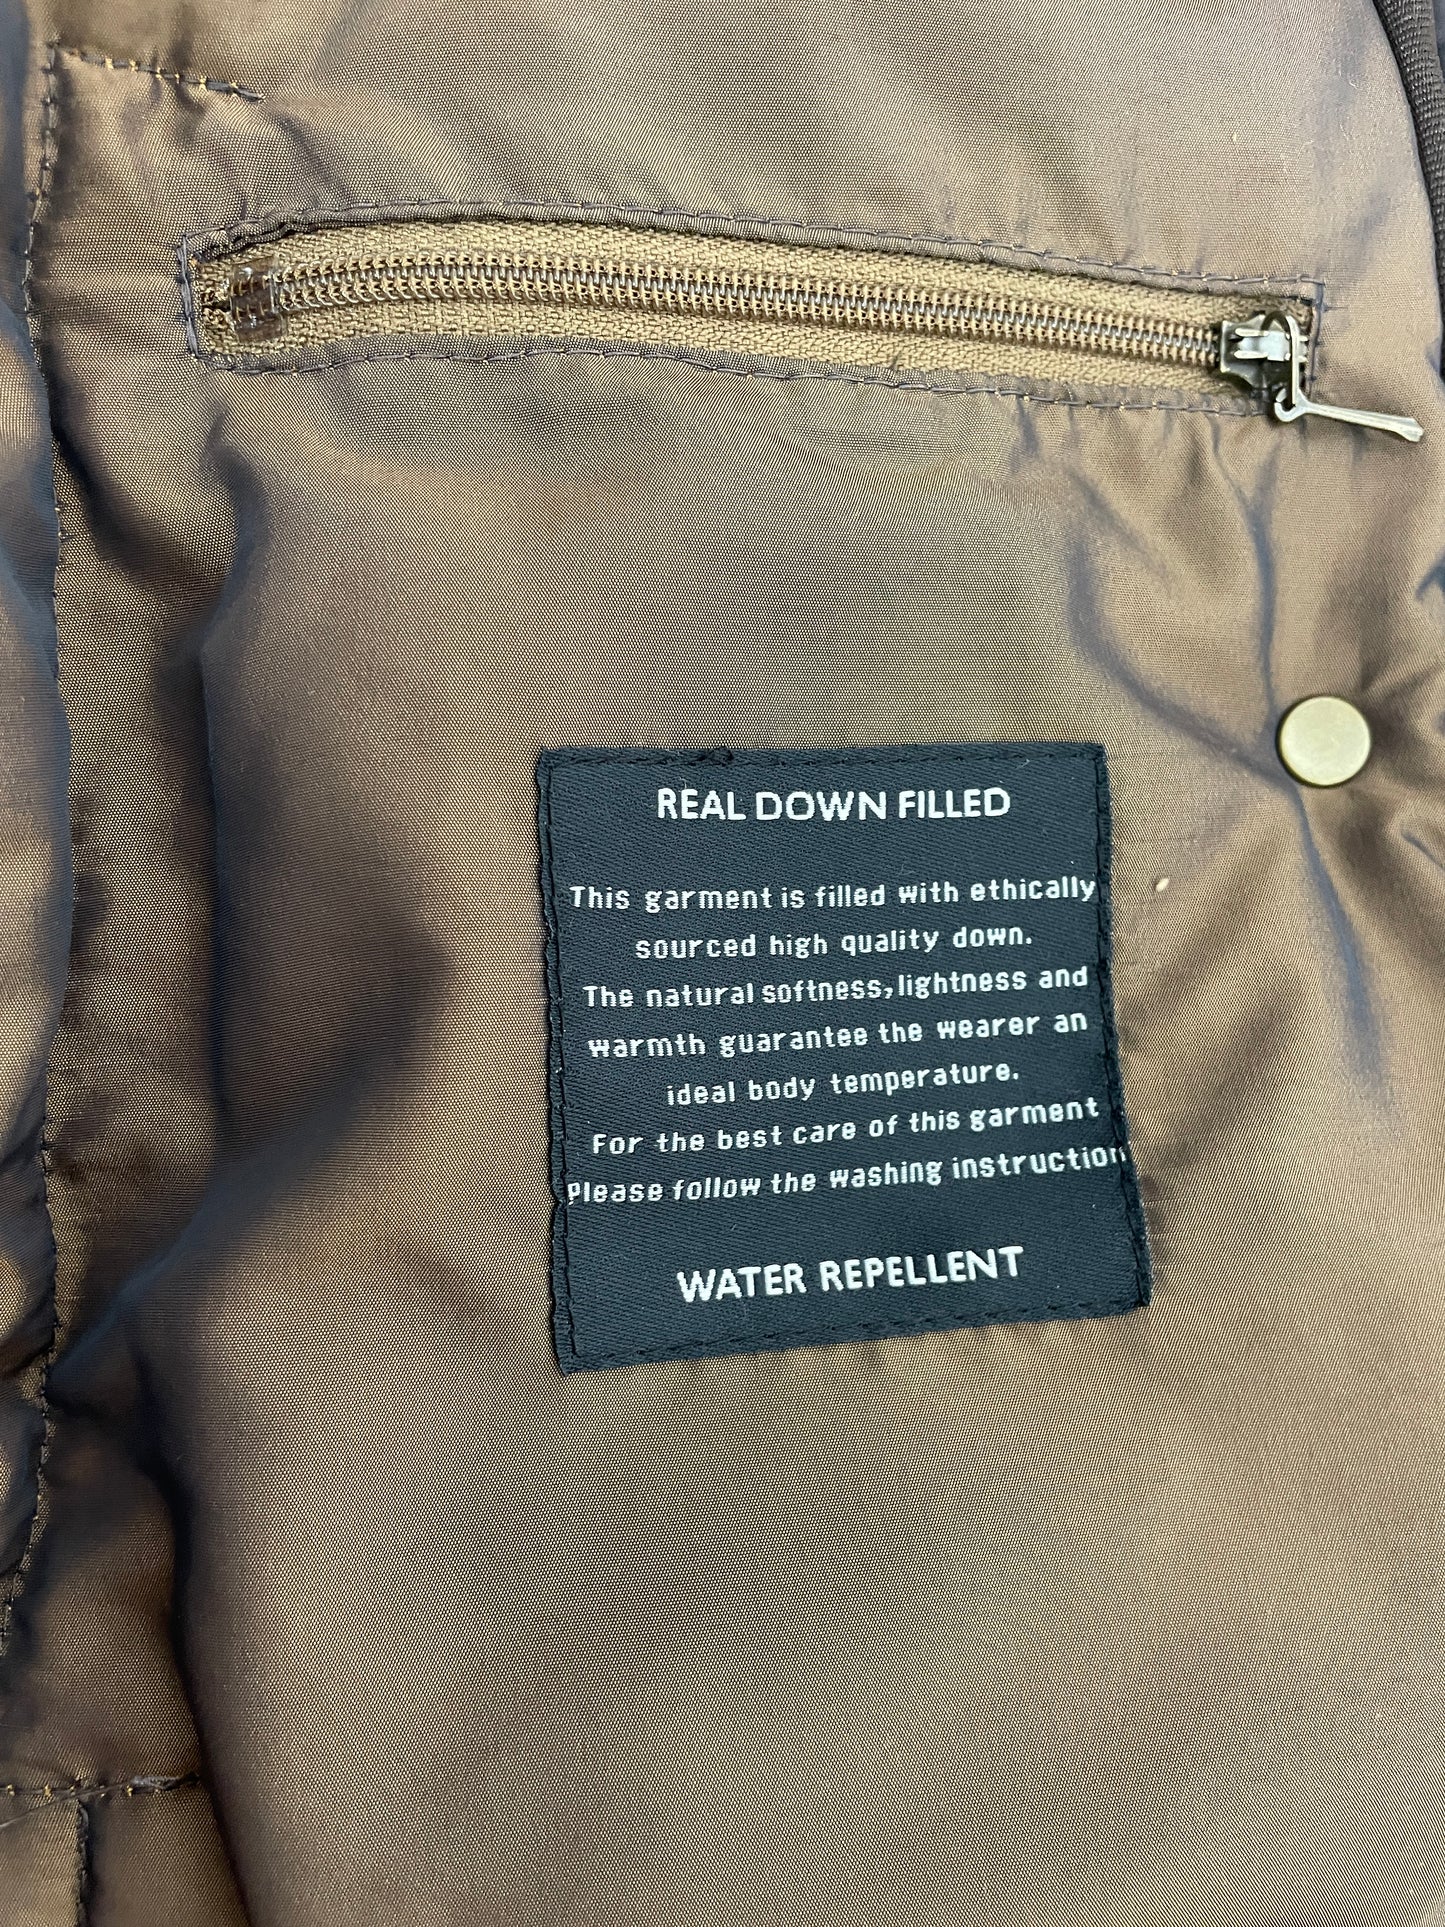 REAL DOWN FILLED
This garment is filled with ethically
sourced high quality down.
The natural softness, lightness and
warmth guarantee the wearer an
ideal body temperature.
For the best care of this garment
Please follow the washing instruction
WATER REPELLENT